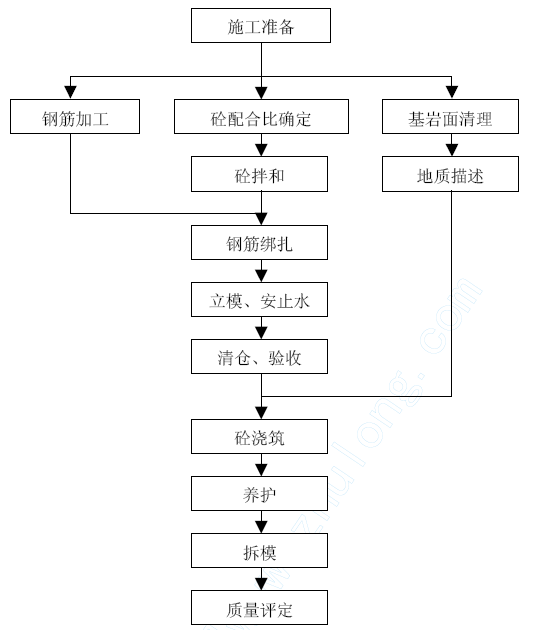 施工准备
钢筋加工
砼配合比确定
基岩面清理
砼拌和
地质描述
钢筋绑扎
立模、安止水
清仓、验收
砼浇筑
养护
拆模
质量评定
zhulong.com